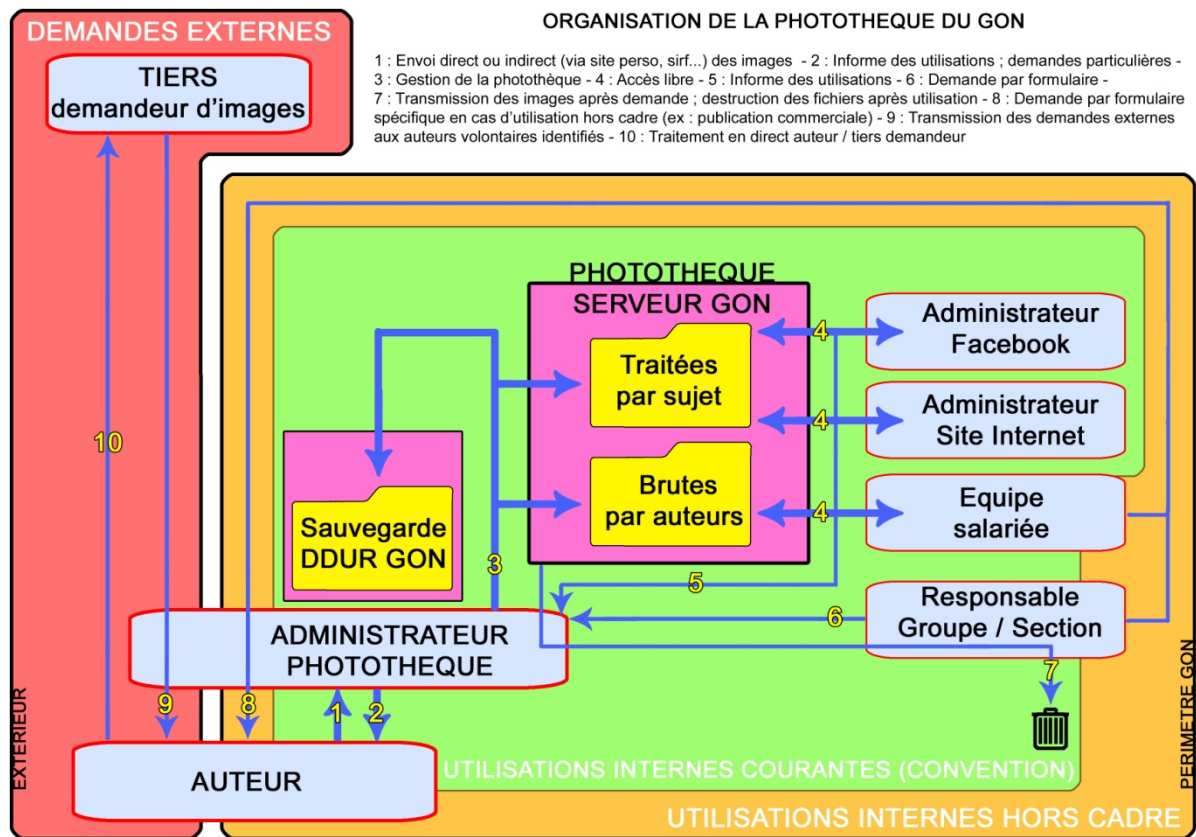 ORGANISATION DE LA PHOTOTHEQUE DU GON
1 : Envoi direct ou indirect (via site perso, sirf...) des images - 2 : Informe des utilisations ; demandes particulières -
3 : Gestion de la photothèque - 4 : Accès libre - 5 : Informe des utilisations - 6 : Demande par formulaire -
7 : Transmission des images après demande ; destruction des fichiers après utilisation - 8 : Demande par formulaire
spécifique en cas d'utilisation hors cadre (ex : publication commerciale) - 9 : Transmission des demandes externes
aux auteurs volontaires identifiés - 10 : Traitement en direct auteur / tiers demandeur
DEMANDES EXTERNES
TIERS
demandeur d'images
PHOTOTHEQUE
SERVEUR GON
Traitées
par sujet
Brutes
par auteurs
Administrateur
Facebook
Administrateur
Site Internet
Equipe
salariée
Responsable
Groupe / Section
Sauvegarde
DDUR GON
ADMINISTRATEUR
PHOTOTHEQUE
AUTEUR
4
4
4
10
3
5
6
7
9
8
1
2
EXTERIEUR
PERIMETRE GON
UTILISATIONS INTERNES COURANTES (CONVENTION)
UTILISATIONS INTERNES HORS CADRE